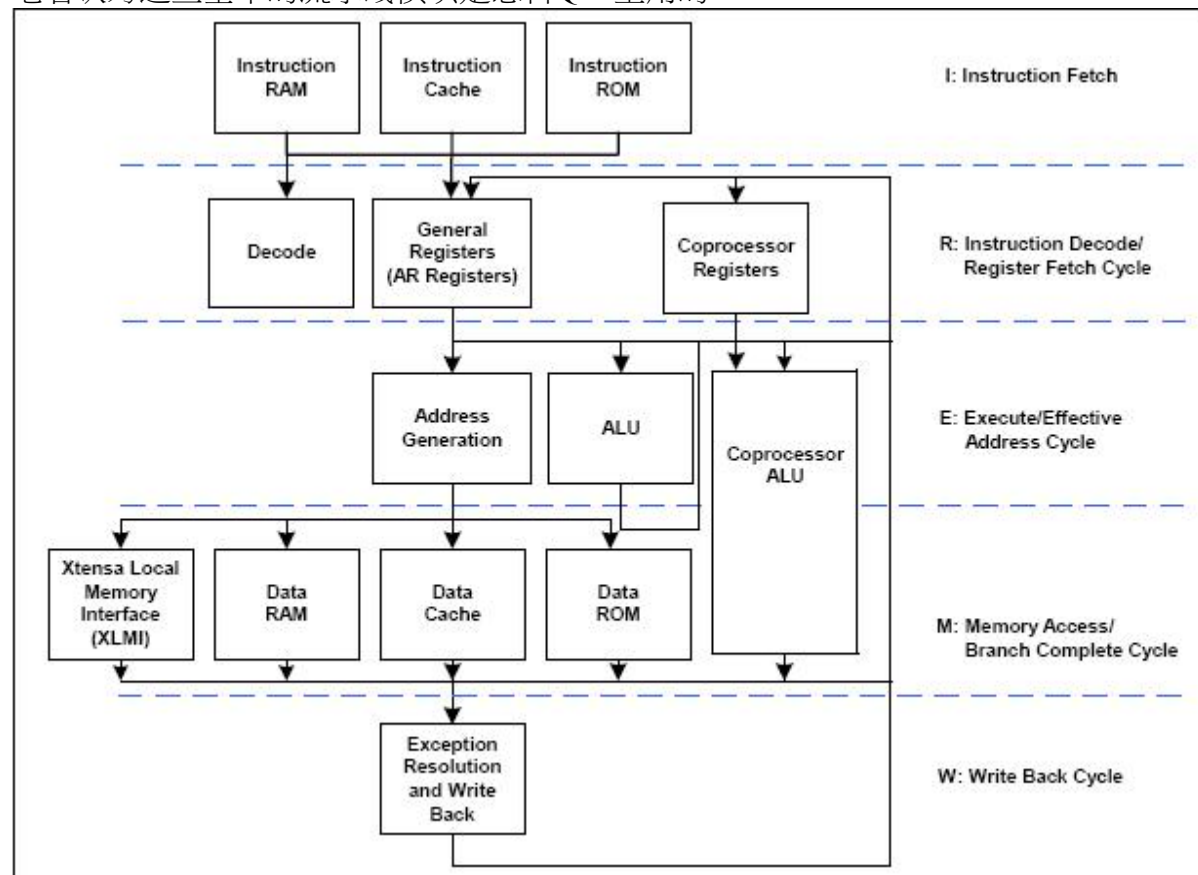 Instruction
RAM
Instruction
Cache
Instruction
ROM
I: Instruction Fetch
Decode
General
Registers
(AR Registers)
Coprocessor
Registers
R: Instruction Decode/
Register Fetch Cycle
Address
Generation
ALU
Coprocessor
ALU
E: Execute/Effective
Address Cycle
Xtensa Local
Memory
Interface
(XLMI)
Data
RAM
Data
Cache
Data
ROM
M: Memory Access/
Branch Complete Cycle
Exception
Resolution
and Write
Back
W: Write Back Cycle